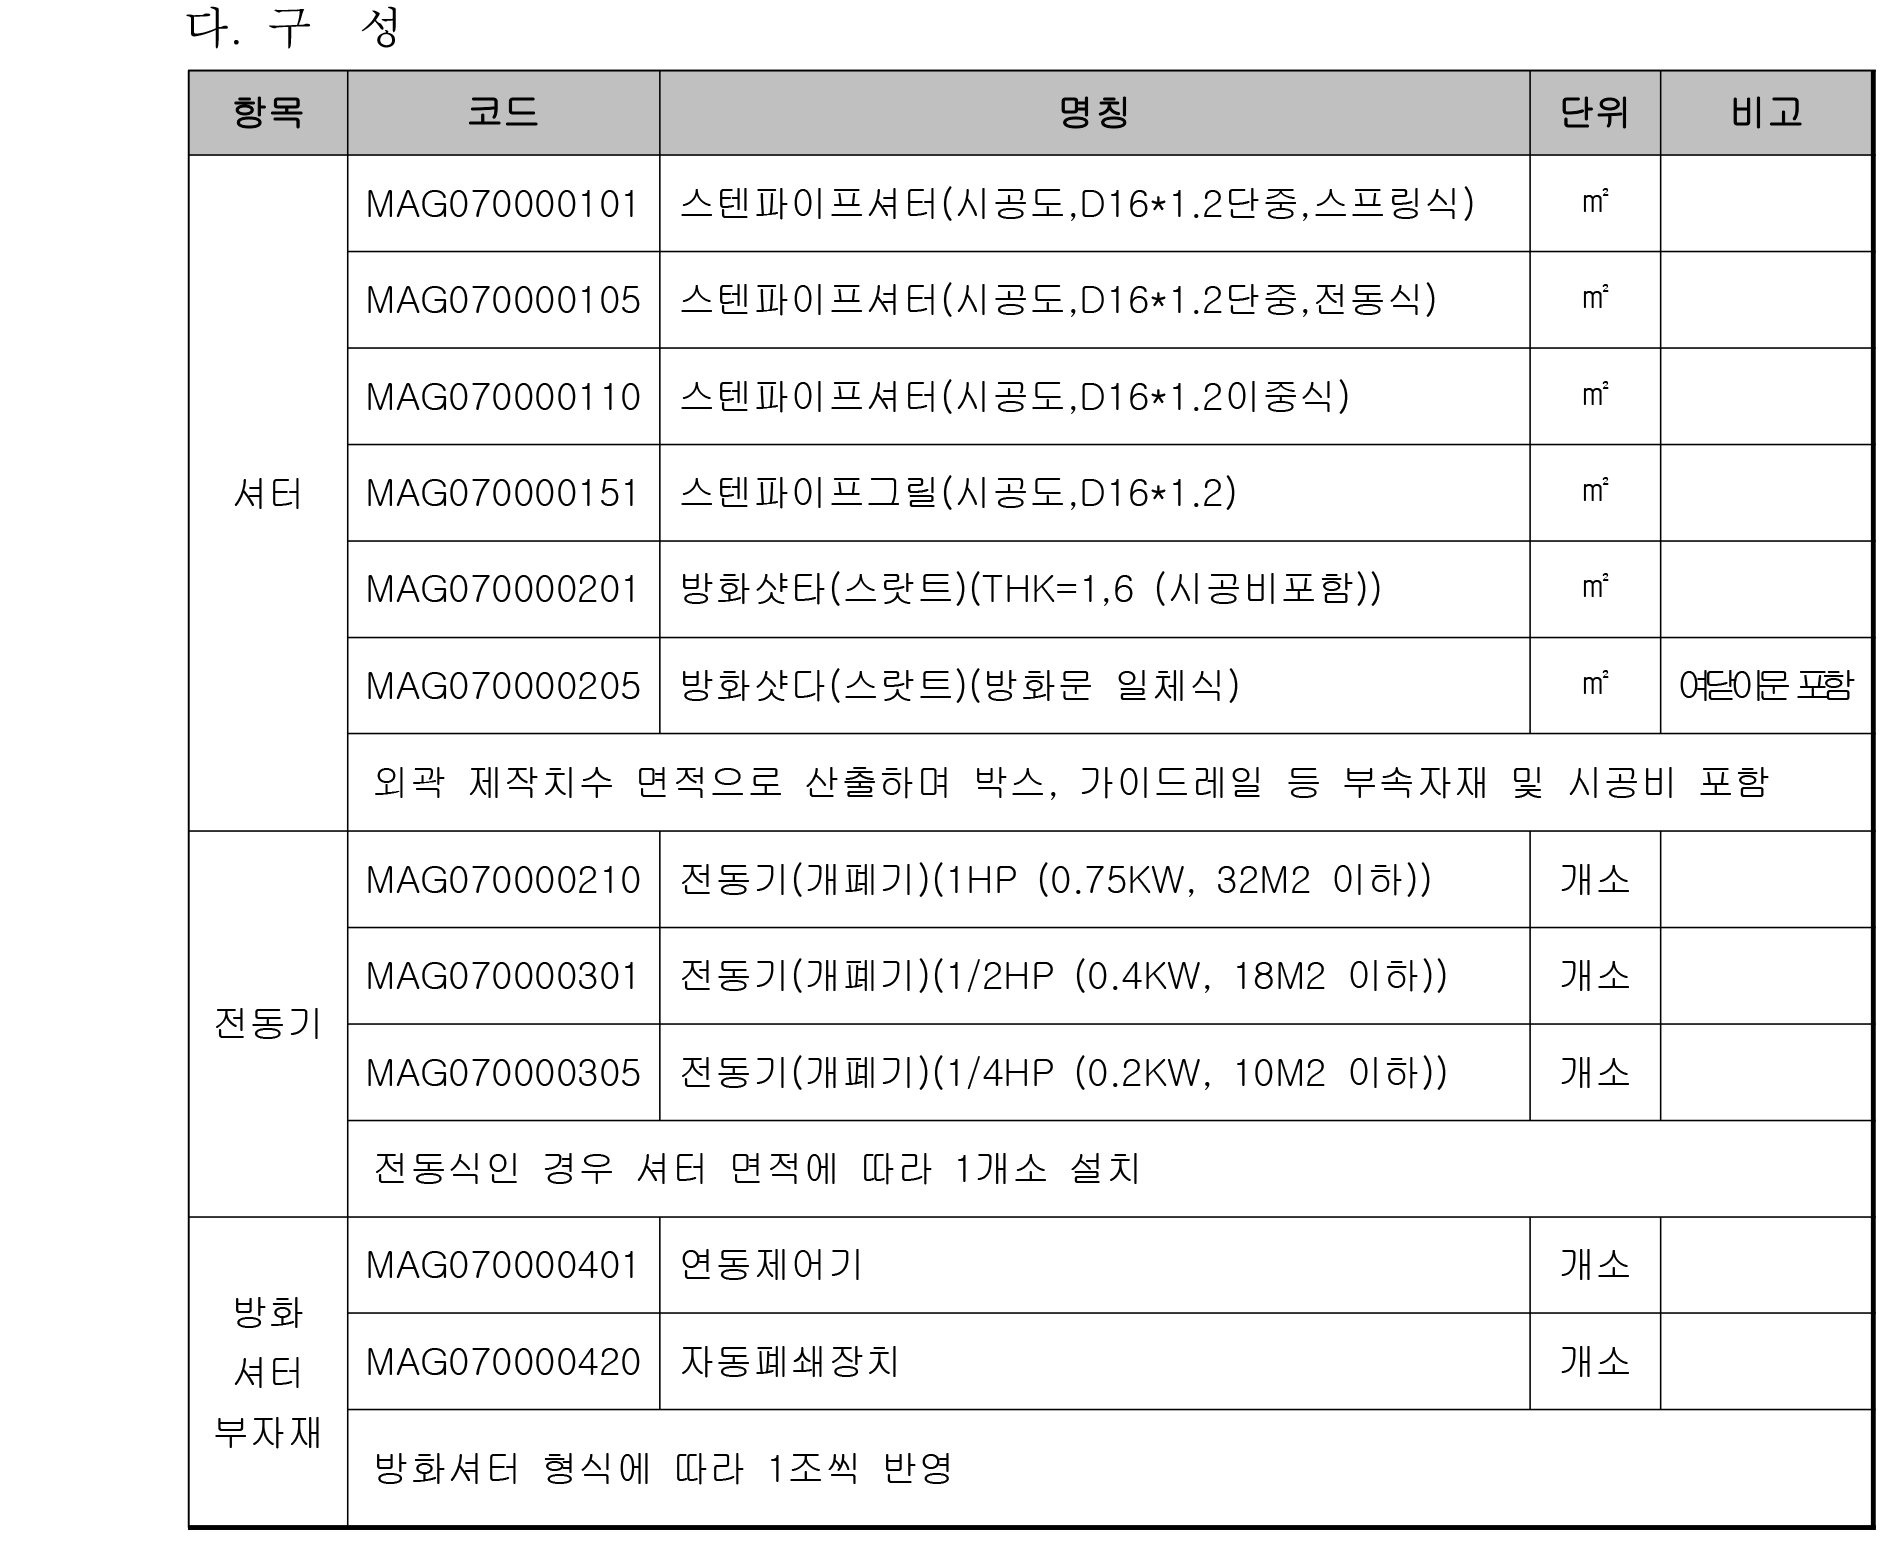 다. 구 성
항목 코드 명칭 단위 비고
셔터
MAG070000101 스텐파이프셔터(시공도,D16*1.2단중,스프링식) ㎡
MAG070000105 스텐파이프셔터(시공도,D16*1.2단중,전동식) ㎡
MAG070000110 스텐파이프셔터(시공도,D16*1.2이중식) ㎡
MAG070000151 스텐파이프그릴(시공도,D16*1.2) ㎡
MAG070000201 방화샷타(스랏트)(THK=1,6 (시공비포함)) ㎡
MAG070000205 방화샷다(스랏트)(방화문 일체식) ㎡ 여닫이문 포함
외곽 제작치수 면적으로 산출하며 박스, 가이드레일 등 부속자재 및 시공비 포함
전동기
MAG070000210 전동기(개폐기)(1HP (0.75KW, 32M2 이하)) 개소
MAG070000301 전동기(개폐기)(1/2HP (0.4KW, 18M2 이하)) 개소
MAG070000305 전동기(개폐기)(1/4HP (0.2KW, 10M2 이하)) 개소
전동식인 경우 셔터 면적에 따라 1개소 설치
방화
셔터
부자재
MAG070000401 연동제어기 개소
MAG070000420 자동폐쇄장치 개소
방화셔터 형식에 따라 1조씩 반영